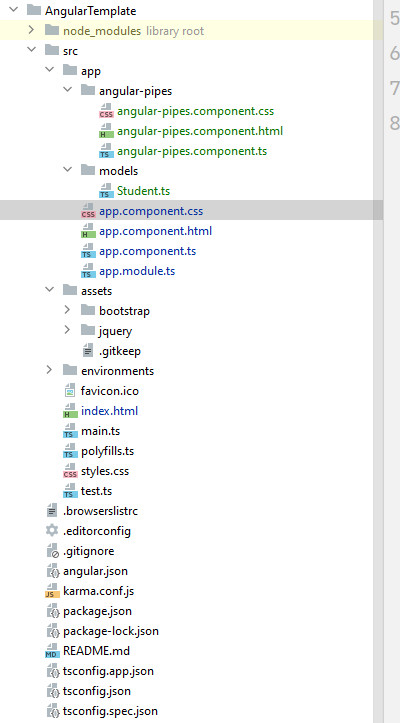 AngularTemplate
node_modules library root
src
app
angular-pipes
angular-pipes.component.css
angular-pipes.component.html
angular-pipes.component.ts
models
Student.ts
app.component.css
app.component.html
app.component.ts
app.module.ts
assets
bootstrap
jquery
.gitkeep
environments
favicon.ico
index.html
main.ts
polyfills.ts
styles.css
test.ts
.browserslistrc
.editorconfig
.gitignore
angular.json
karma.conf.js
package.json
package-lock.json
README.md
tsconfig.app.json
tsconfig.json
tsconfig.spec.json
5
6
7
8